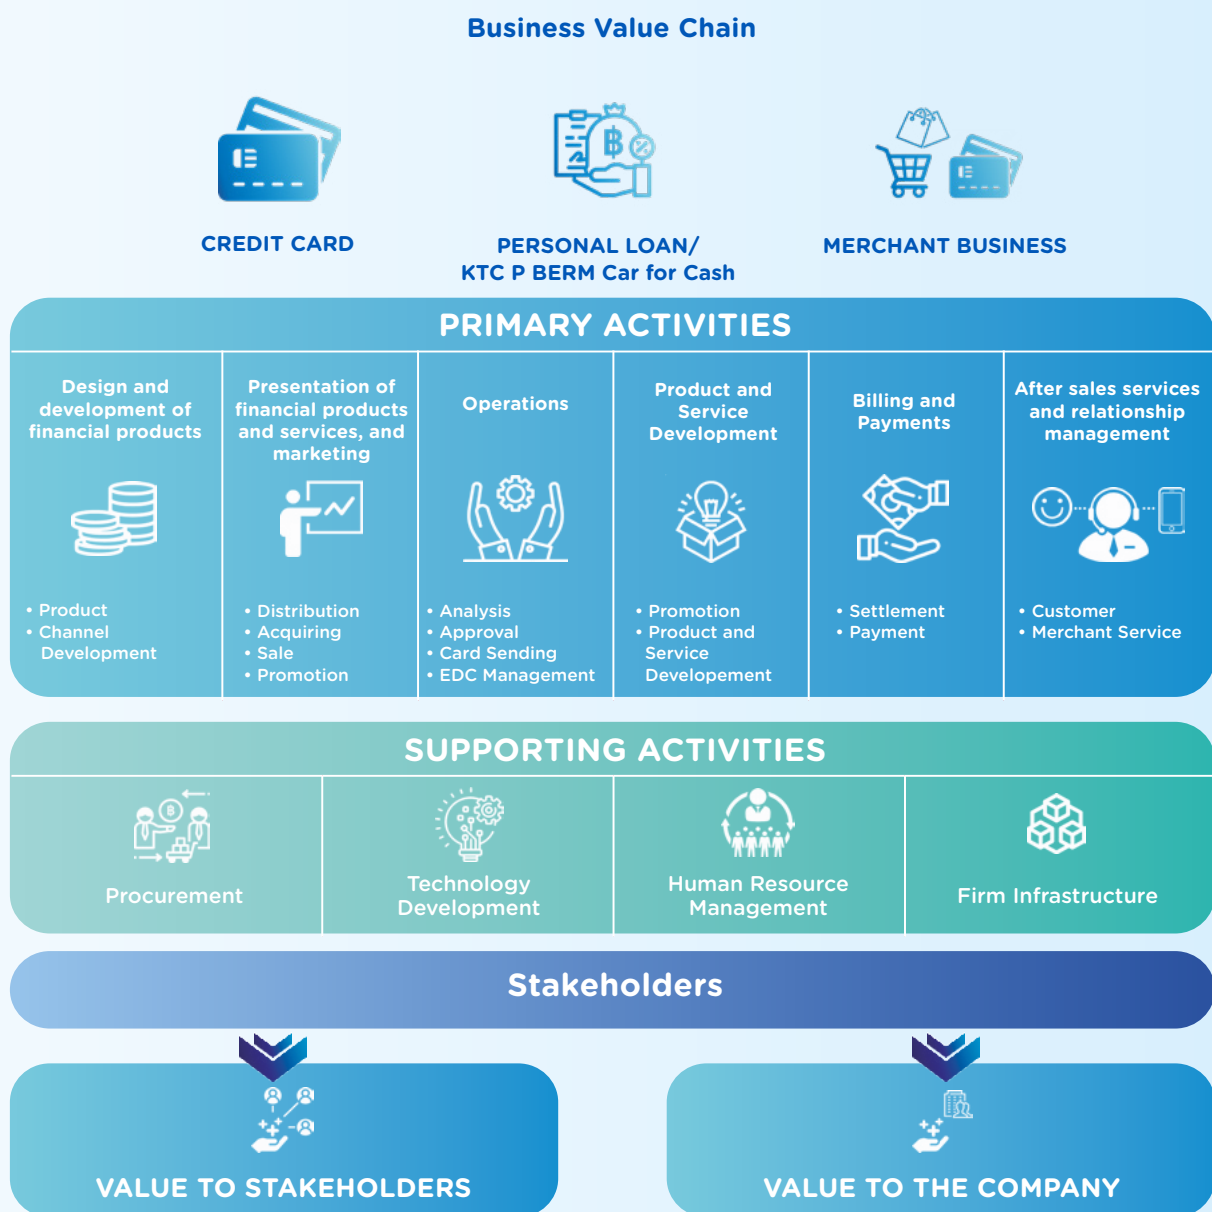 Business Value Chain
CREDIT CARD
PERSONAL LOAN/
KTC P BERM Car for Cash
MERCHANT BUSINESS
PRIMARY ACTIVITIES
Design and
development of
financial products
• Product
• Channel
Development
Presentation of
financial products
and services, and
marketing
• Distribution
• Acquiring
• Sale
• Promotion
Operations
• Analysis
• Approval
• Card Sending
• EDC Management
Product and
Service
Development
• Promotion
• Product and
Service
Developement
Billing and
Payments
• Settlement
• Payment
After sales services
and relationship
management
• Customer
• Merchant Service
SUPPORTING ACTIVITIES
Procurement
Technology
Development
Human Resource
Management
Firm Infrastructure
Stakeholders
VALUE TO STAKEHOLDERS
VALUE TO THE COMPANY